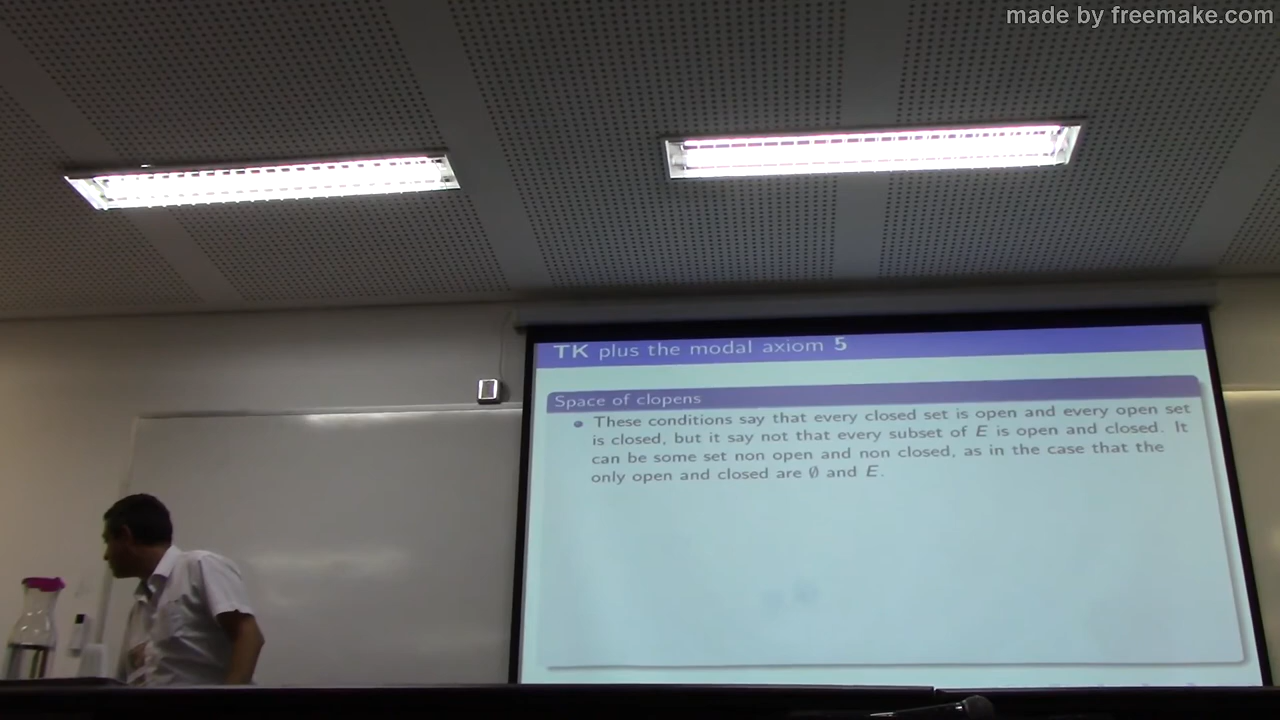 made by freemake.com
TK plus the modal axiom 5
Space of clopens
These conditions say that every closed set is open and every open set
is closed, but it say not that every subset of E is open and closed. It
can be some set non open and non closed, as in the case that the
only open and closed are ∅ and E.